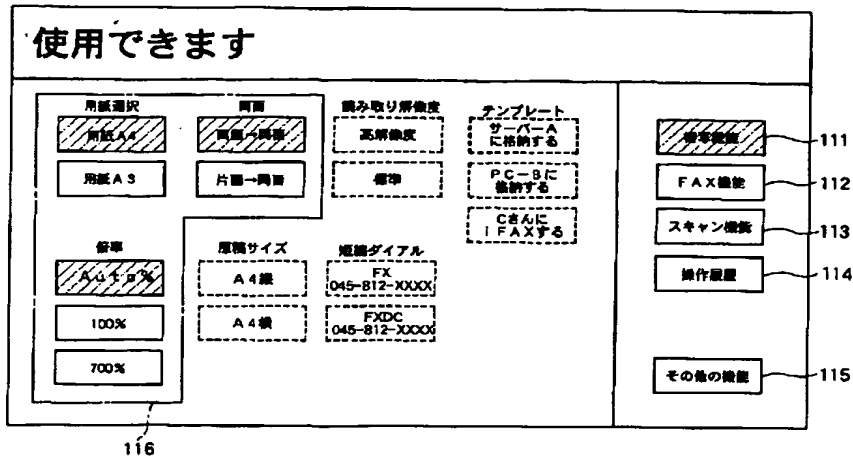 使用できます
用紙選択
用紙A4
用紙A3
両面
両面→両面
片面→両面
読み取り解像度
高解像度
標準
テンプレート
サーバーA
に格納する
PC-Bに
格納する
Cさんに
iFAXする
倍率
Auto%
100%
700%
原稿サイズ
A4縦
A4横
短縮ダイアル
FX
045-812-XXXX
FXDC
045-812-XXXX
複写機能
FAX機能
スキャン機能
操作履歴
その他の機能
111
112
113
114
115
116